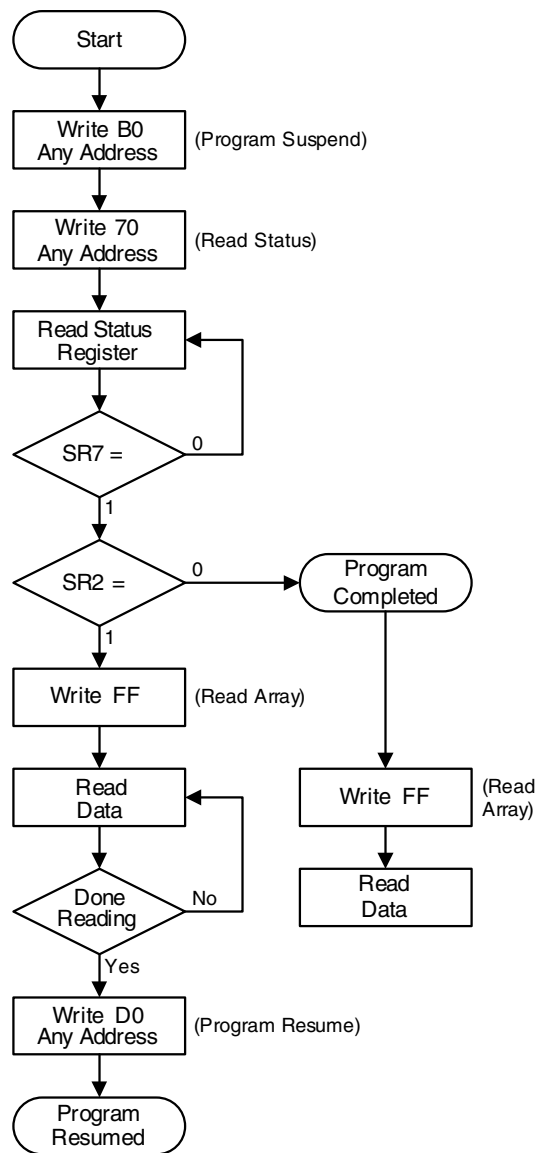 Start
Write B0
Any Address
(Program Suspend)
Write 70
Any Address
(Read Status)
Read Status
Register
SR7 =
0
1
SR2 =
0
Program
Completed
1
Write FF
(Read Array)
Read
Data
Write FF
(Read
Array)
Done
Reading
No
Read
Data
Yes
Write D0
Any Address
(Program Resume)
Program
Resumed